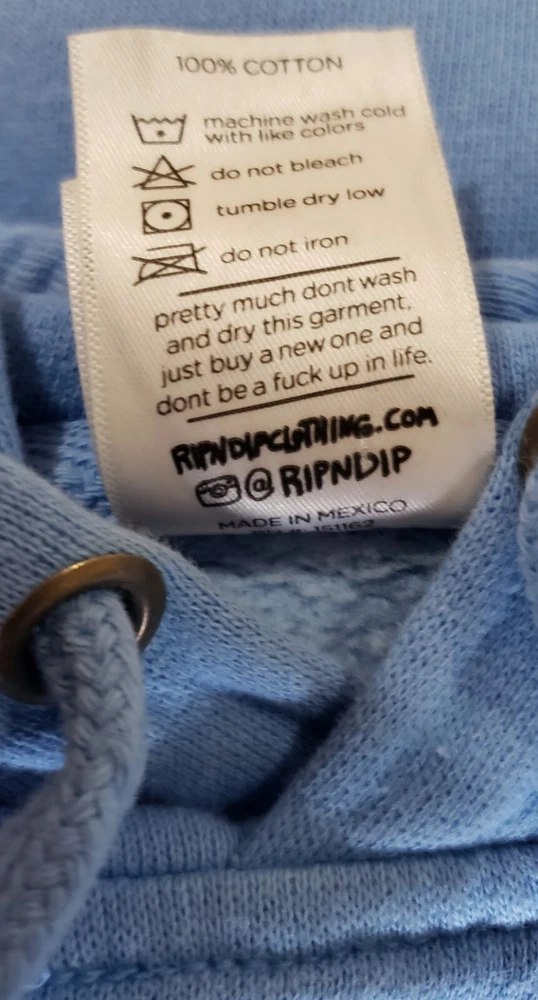 100% COTTON
machine wash cold
with like colors
do not bleach
tumble dry low
do not iron
pretty much dont wash
and dry this garment,
just buy a new one and
dont be a fuck up in life.
RIPNDIPCLOTHING.COM
@RIPNDIP
MADE IN MEXICO
151162